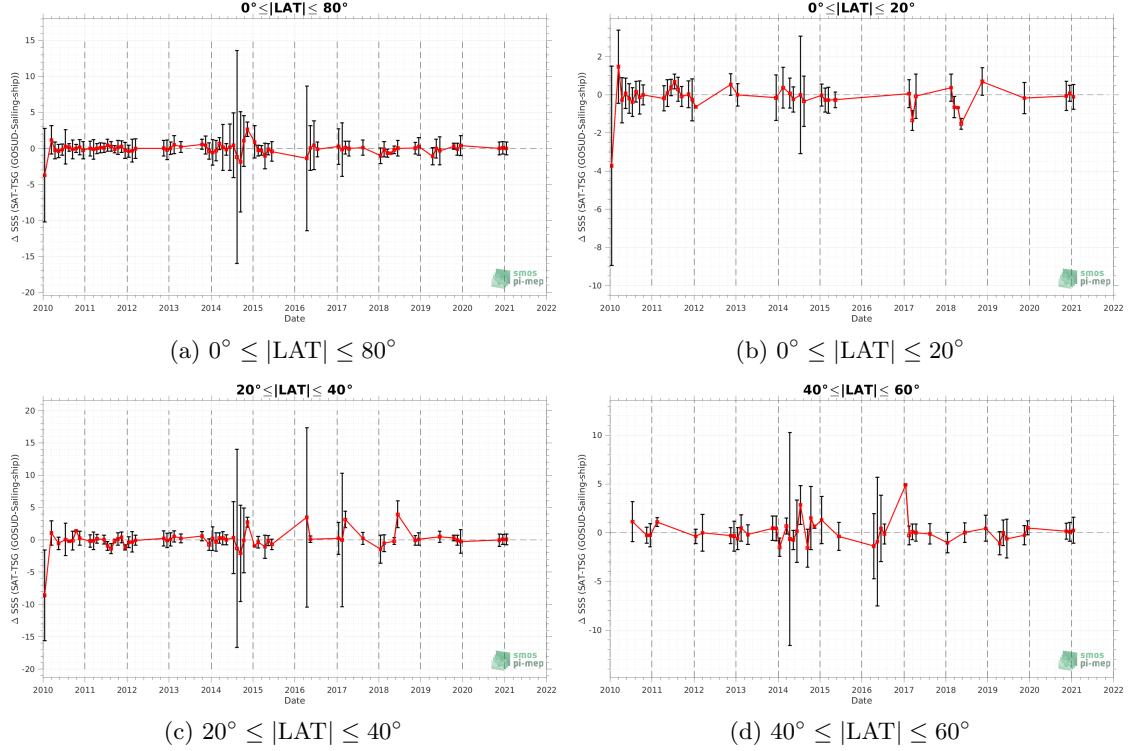 0°≤|LAT|≤ 80°
Δ SSS (SAT-TSG (GOSUD-Sailing-ship))
15
10
5
0
-5
-10
-15
-20
2010 2011 2012 2013 2014 2015 2016 2017 2018 2019 2020 2021 2022
Date
smos
pi-mep
(a) 0° ≤ |LAT| ≤ 80°
0°≤|LAT|≤ 20°
Δ SSS (SAT-TSG (GOSUD-Sailing-ship))
2
0
-2
-4
-6
-8
-10
2010 2011 2012 2013 2014 2015 2016 2017 2018 2019 2020 2021 2022
Date
smos
pi-mep
(b) 0° ≤ |LAT| ≤ 20°
20°≤|LAT|≤ 40°
Δ SSS (SAT-TSG (GOSUD-Sailing-ship))
20
15
10
5
0
-5
-10
-15
-20
2010 2011 2012 2013 2014 2015 2016 2017 2018 2019 2020 2021 2022
Date
smos
pi-mep
(c) 20° ≤ |LAT| ≤ 40°
40°≤|LAT|≤ 60°
Δ SSS (SAT-TSG (GOSUD-Sailing-ship))
10
5
0
-5
-10
2010 2011 2012 2013 2014 2015 2016 2017 2018 2019 2020 2021 2022
Date
smos
pi-mep
(d) 40° ≤ |LAT| ≤ 60°